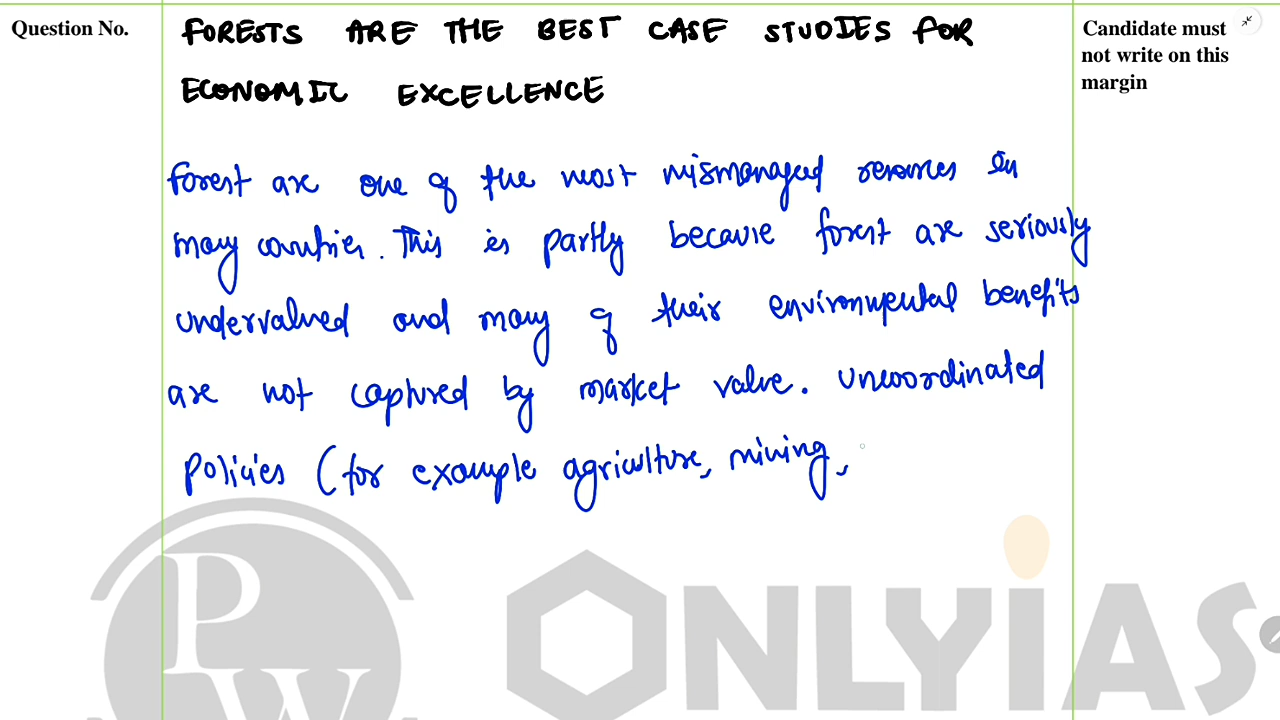 Question No.
FORESTS ARE THE BEST CASE STUDIES FOR
ECONOMIC EXCELLENCE
Candidate must
not write on this
margin
Forest are one of the most mismanaged resources in
many countries. This is partly because forest are seriously
undervalued and many of their environmental benefits
are not captured by market value. Uncoordinated
policies (for example agriculture, mining,
PW
ONLYIAS